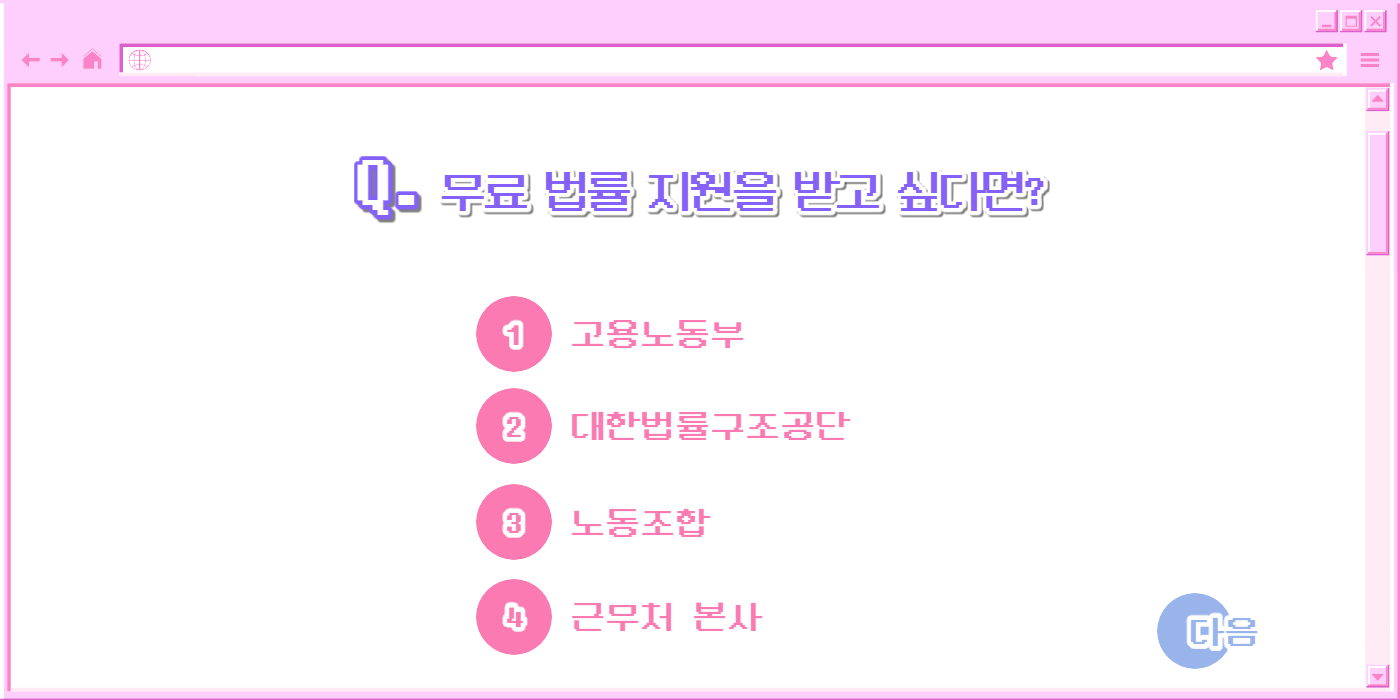 Q. 무료 법률 지원을 받고 싶다면?
1 고용노동부
2 대한법률구조공단
3 노동조합
4 근무처 본사
다음